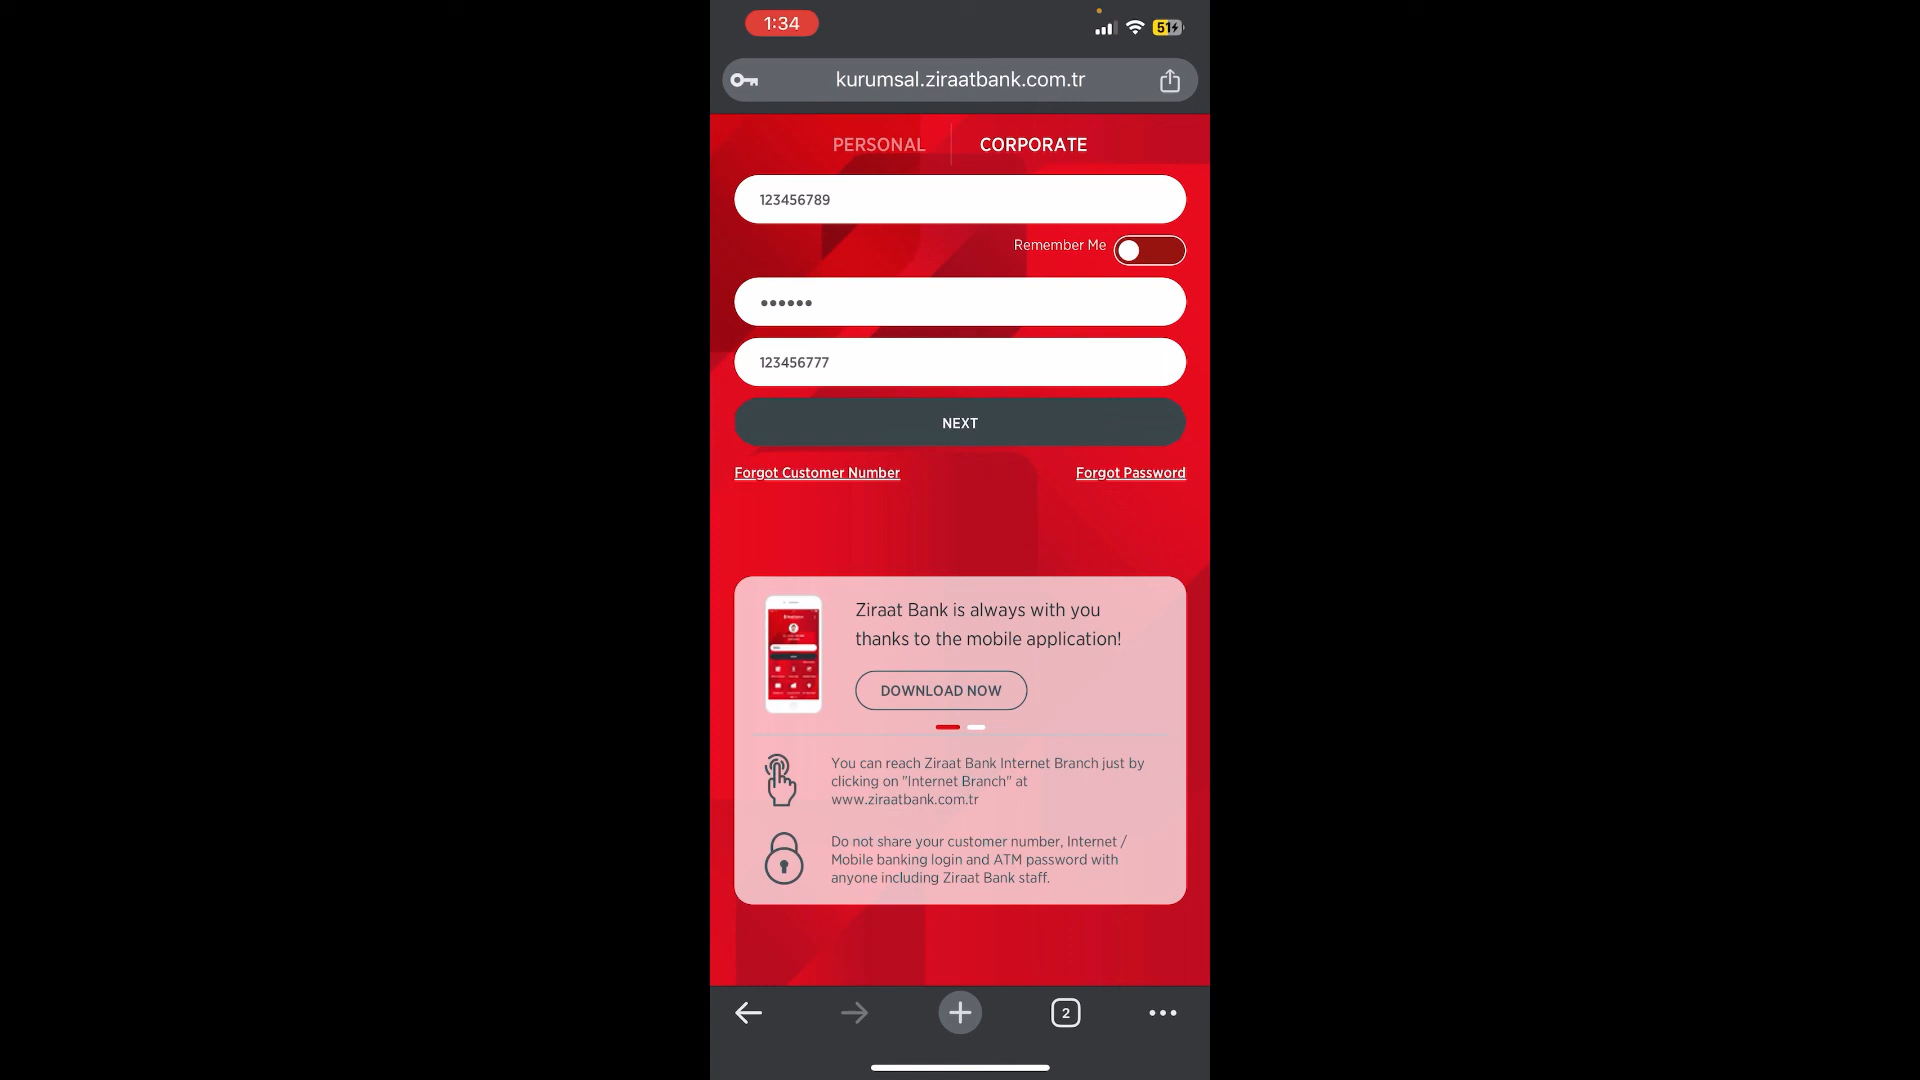 1:34
51
kurumsal.ziraatbank.com.tr
PERSONAL
CORPORATE
123456789
Remember Me
••••••
123456777
NEXT
Forgot Customer Number
Forgot Password
Ziraat Bank is always with you
thanks to the mobile application!
DOWNLOAD NOW
You can reach Ziraat Bank Internet Branch just by
clicking on "Internet Branch" at
www.ziraatbank.com.tr
Do not share your customer number, Internet /
Mobile banking login and ATM password with
anyone including Ziraat Bank staff.
2